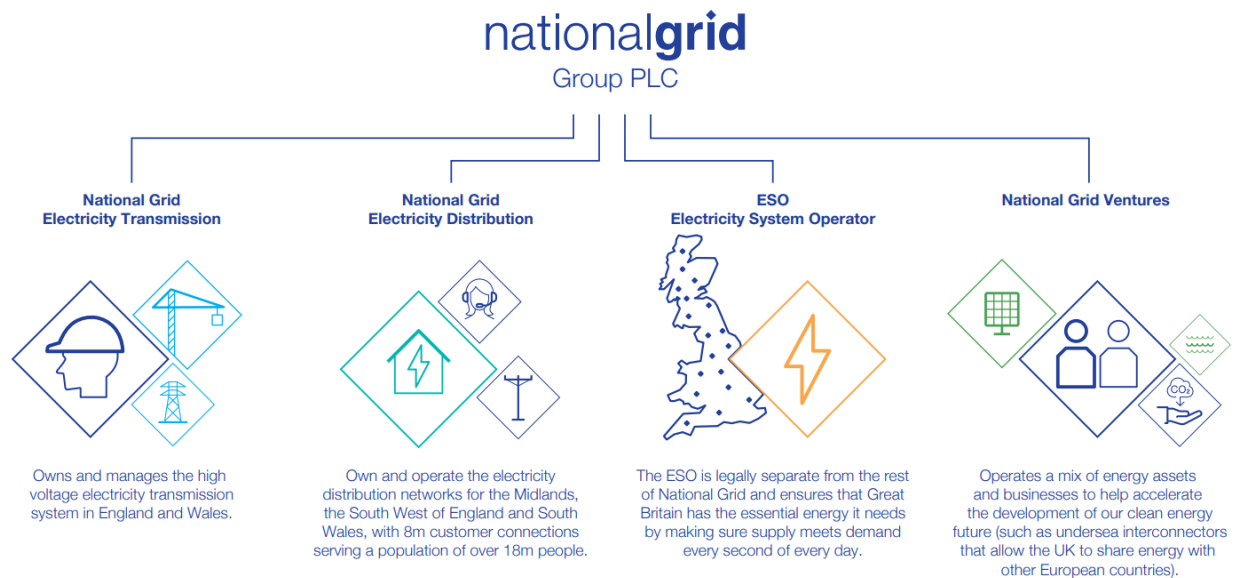 nationalgrid
Group PLC
National Grid
Electricity Transmission
National Grid
Electricity Distribution
ESO
Electricity System Operator
National Grid Ventures
CO₂
Owns and manages the high
voltage electricity transmission
system in England and Wales.
Own and operate the electricity
distribution networks for the Midlands,
the South West of England and South
Wales, with 8m customer connections
serving a population of over 18m people.
The ESO is legally separate from the rest
of National Grid and ensures that Great
Britain has the essential energy it needs
by making sure supply meets demand
every second of every day.
Operates a mix of energy assets
and businesses to help accelerate
the development of our clean energy
future (such as undersea interconnectors
that allow the UK to share energy with
other European countries).